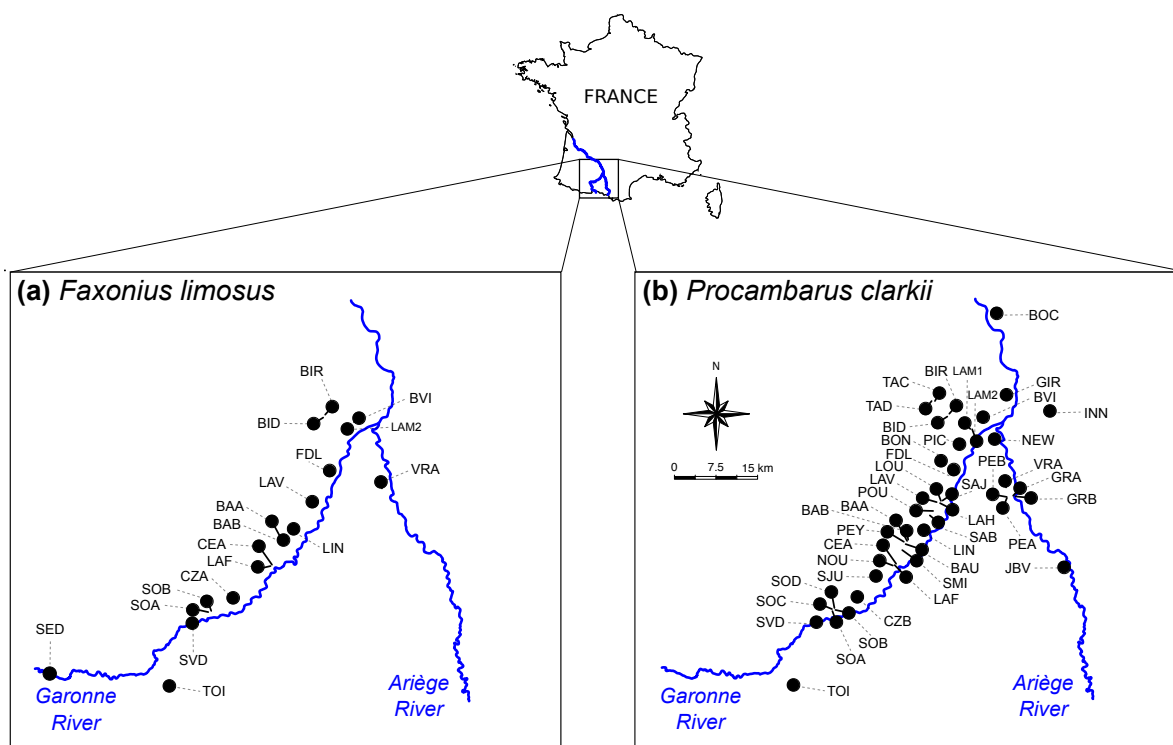 FRANCE
(a) Faxonius limosus
BIR
BVI
BID
LAM2
FDL
VRA
LAV
BAA
BAB
LIN
CEA
LAF
CZA
SOB
SOA
SED
SVD
TOI
Garonne
River
Ariège
River
(b) Procambarus clarkii
BOC
N
0 7.5 15 km
TAC
BIR
LAM1
GIR
TAD
LAM2
BVI
INN
BID
BON
PIC
NEW
FDL
PEB
VRA
LOU
GRA
LAV
SAJ
GRB
POU
BAA
LAH
BAB
SAB
PEA
PEY
LIN
CEA
BAU
JBV
NOU
SMI
SJU
LAF
SOD
SOC
CZB
SVD
SOB
SOA
TOI
Garonne
River
Ariège
River